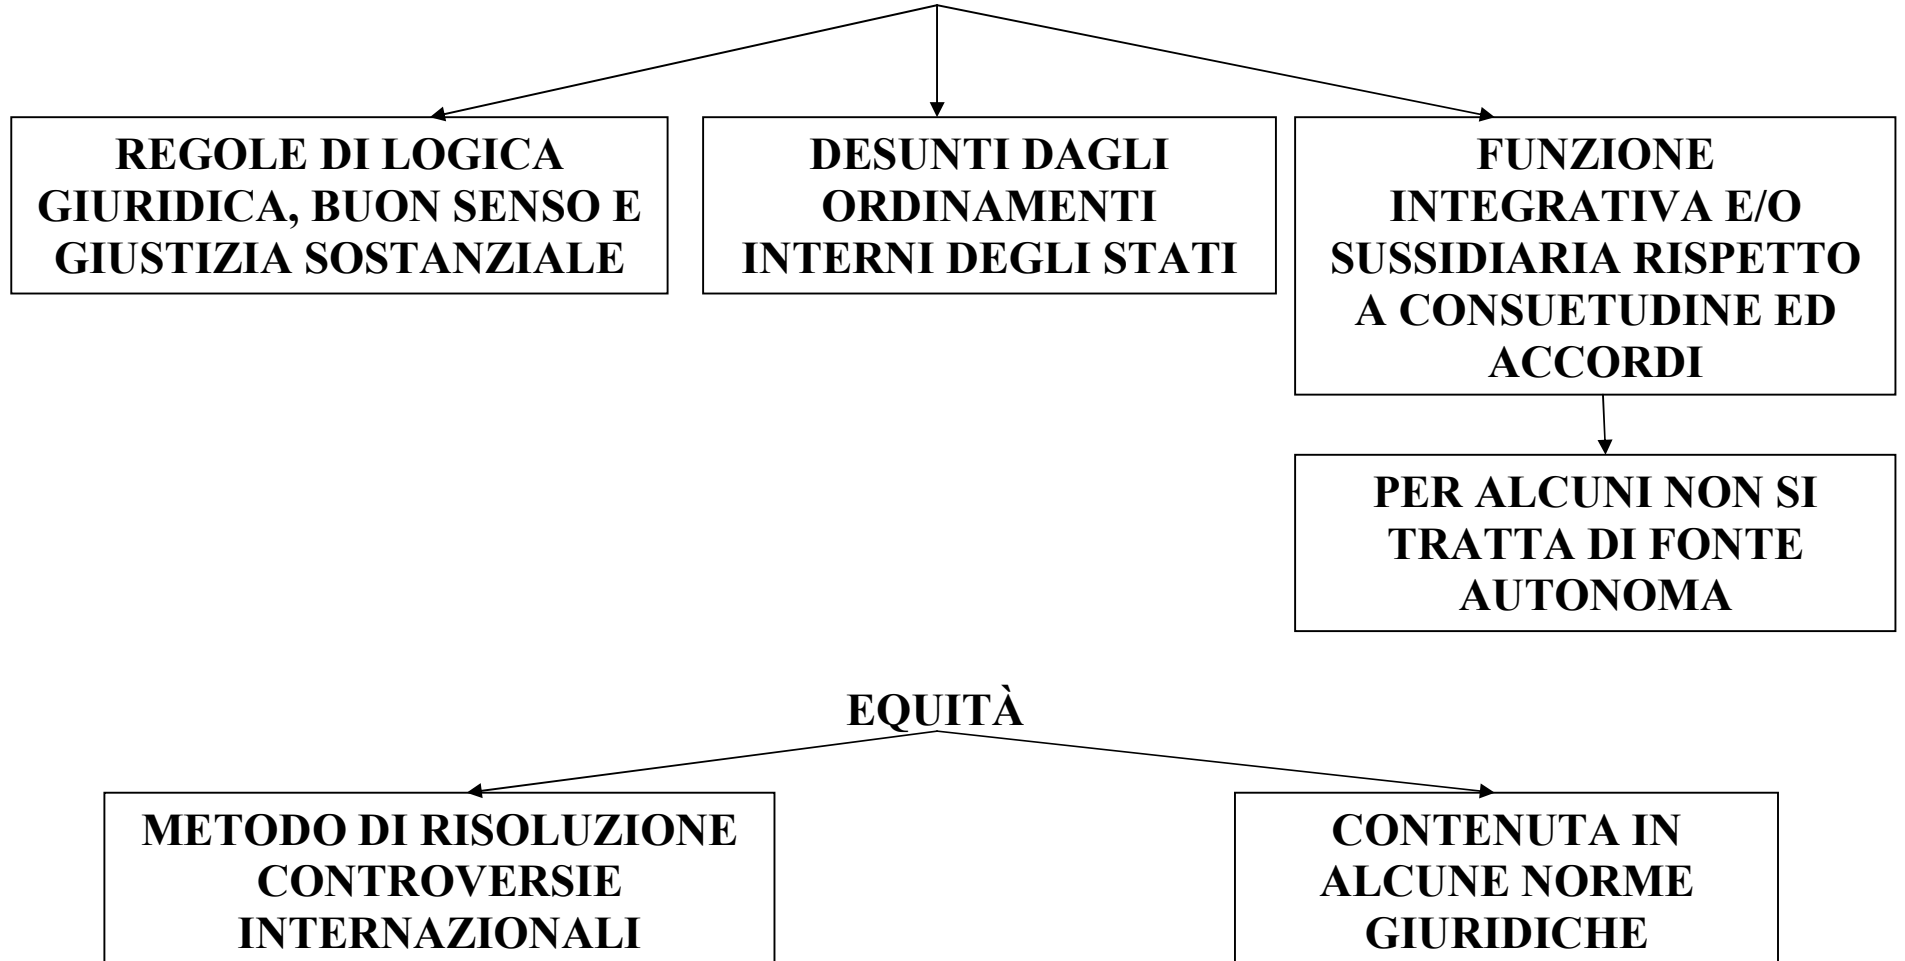 REGOLE DI LOGICA
GIURIDICA, BUON SENSO E
GIUSTIZIA SOSTANZIALE
DESUNTI DAGLI
ORDINAMENTI
INTERNI DEGLI STATI
FUNZIONE
INTEGRATIVA E/O
SUSSIDIARIA RISPETTO
A CONSUETUDINE ED
ACCORDI
PER ALCUNI NON SI
TRATTA DI FONTE
AUTONOMA
EQUITÀ
METODO DI RISOLUZIONE
CONTROVERSIE
INTERNAZIONALI
CONTENUTA IN
ALCUNE NORME
GIURIDICHE